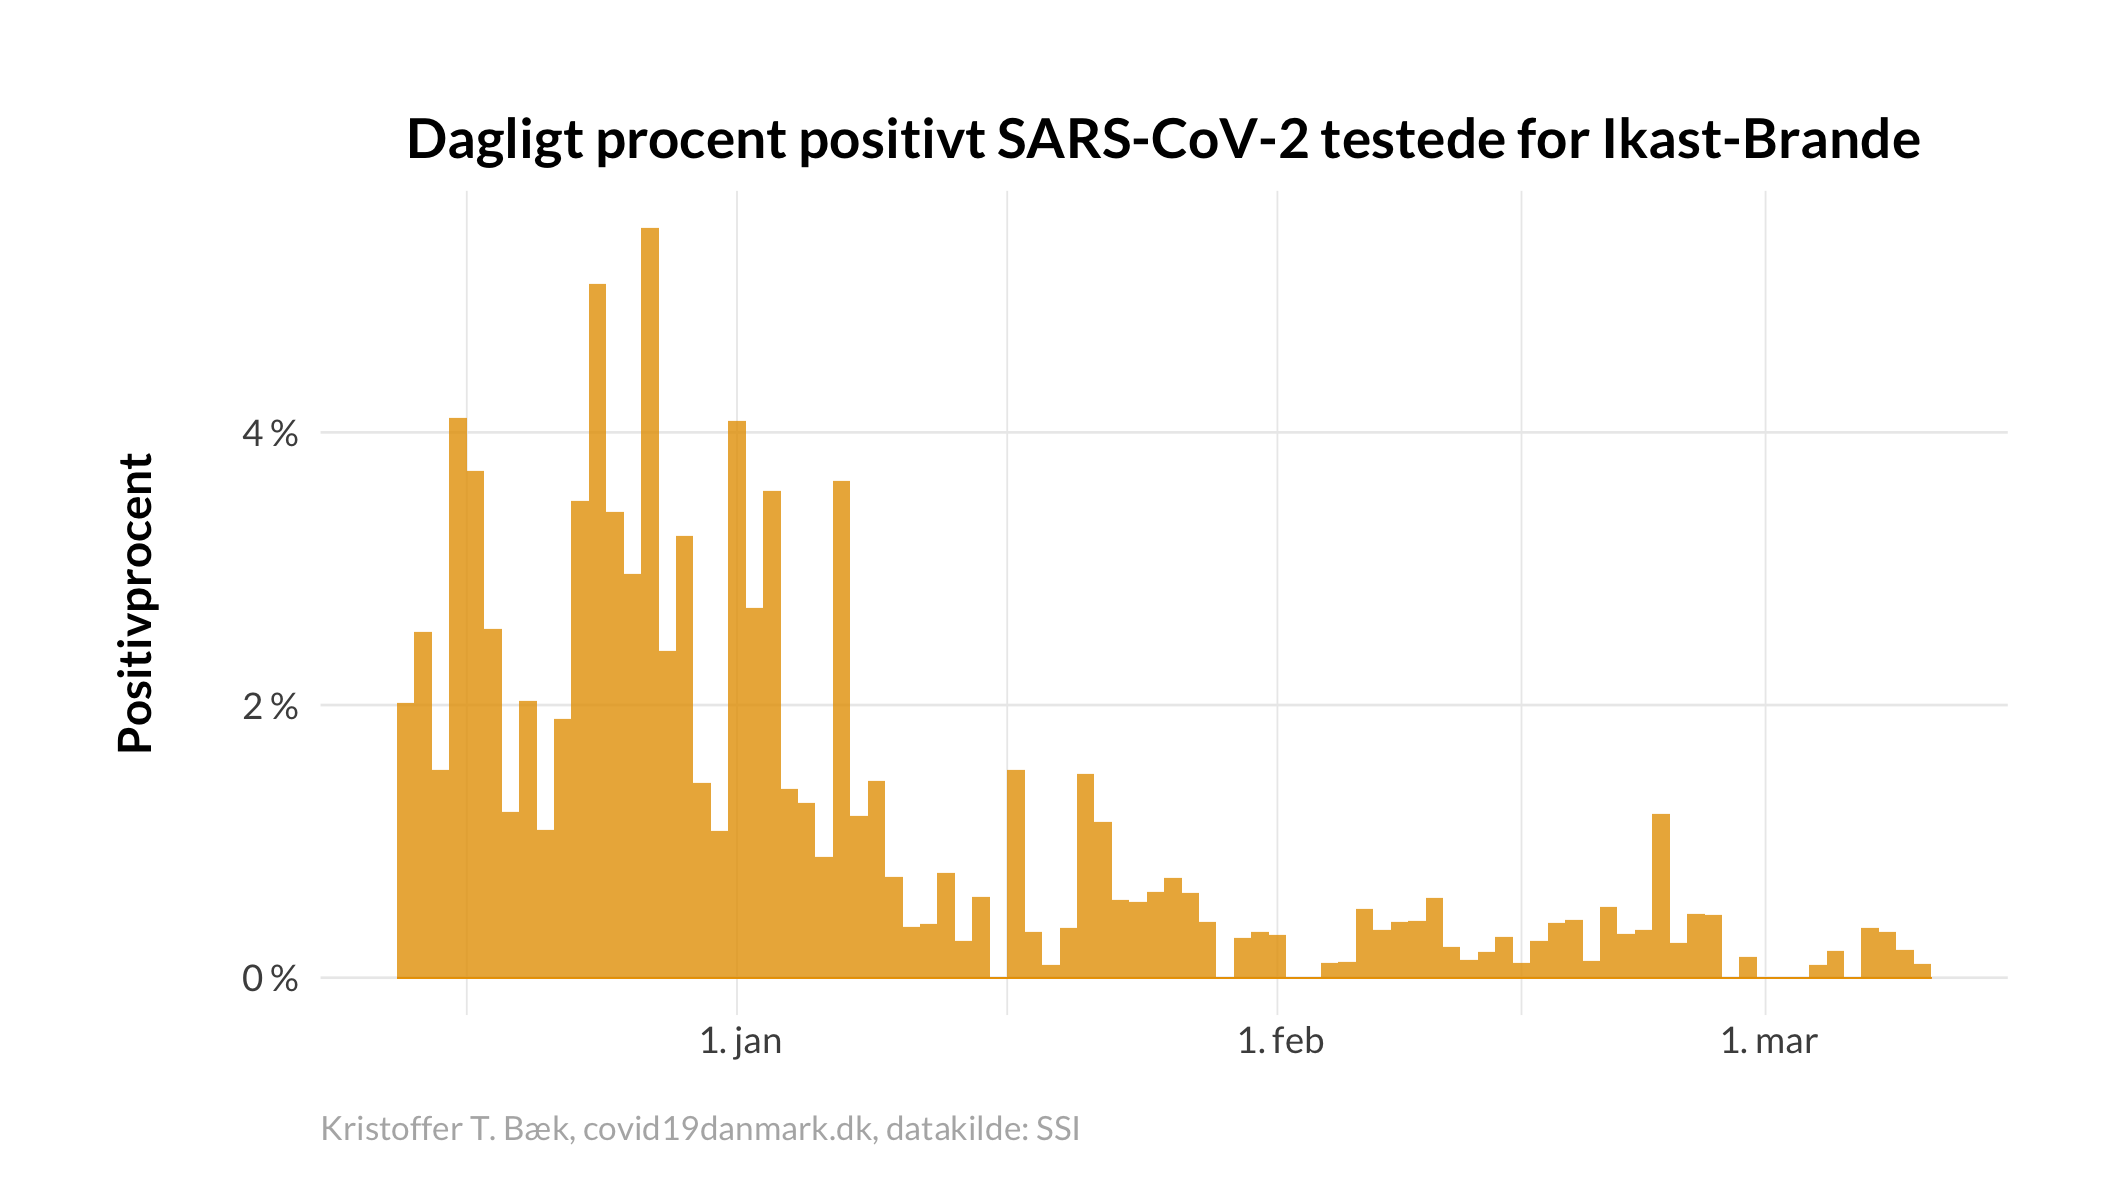 Dagligt procent positivt SARS-CoV-2 testede for Ikast-Brande
Positivprocent
4 %
2 %
0 %
1. jan
1. feb
1. mar
Kristoffer T. Bæk, covid19danmark.dk, datakilde: SSI